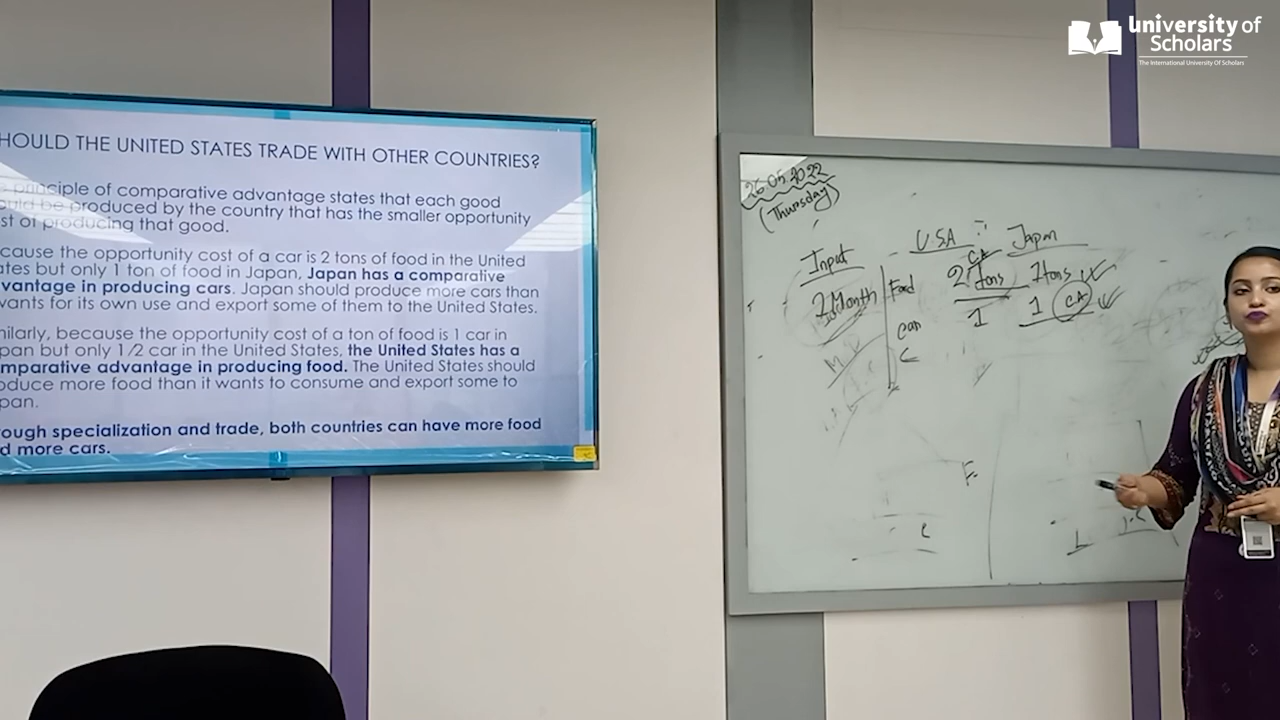 HOULD THE UNITED STATES TRADE WITH OTHER COUNTRIES?
principle of comparative advantage states that each good
uld be produced by the country that has the smaller opportunity
st of producing that good.
cause the opportunity cost of a car is 2 tons of food in the United
ates but only 1 ton of food in Japan, Japan has a comparative
vantage in producing cars. Japan should produce more cars than
wants for its own use and export some of them to the United States.
milarly, because the opportunity cost of a ton of food is 1 car in
pan but only 1/2 car in the United States, the United States has a
mparative advantage in producing food. The United States should
oduce more food than it wants to consume and export some to
pan.
rough specialization and trade, both countries can have more food
d more cars.
University of
Scholars
The International University Of Scholars
26.05.2022
(Thursday)
Input USA Japan
CA
1 Month Food 2 tons 1 tons
car 1 1 CA
C
F
C